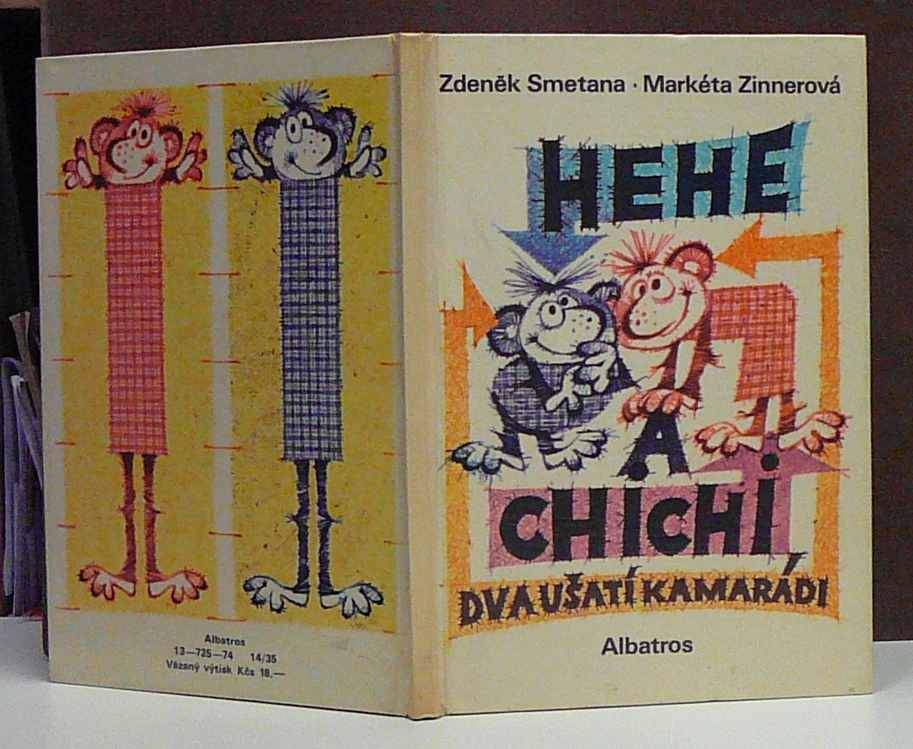 Zdeněk Smetana · Markéta Zinnerová
HEHÉ
A
CHICHI
DVA UŠATÍ KAMARÁDI
Albatros
Albatros
13—725—74 14/35
Vázaný výtisk Kčs 18,—